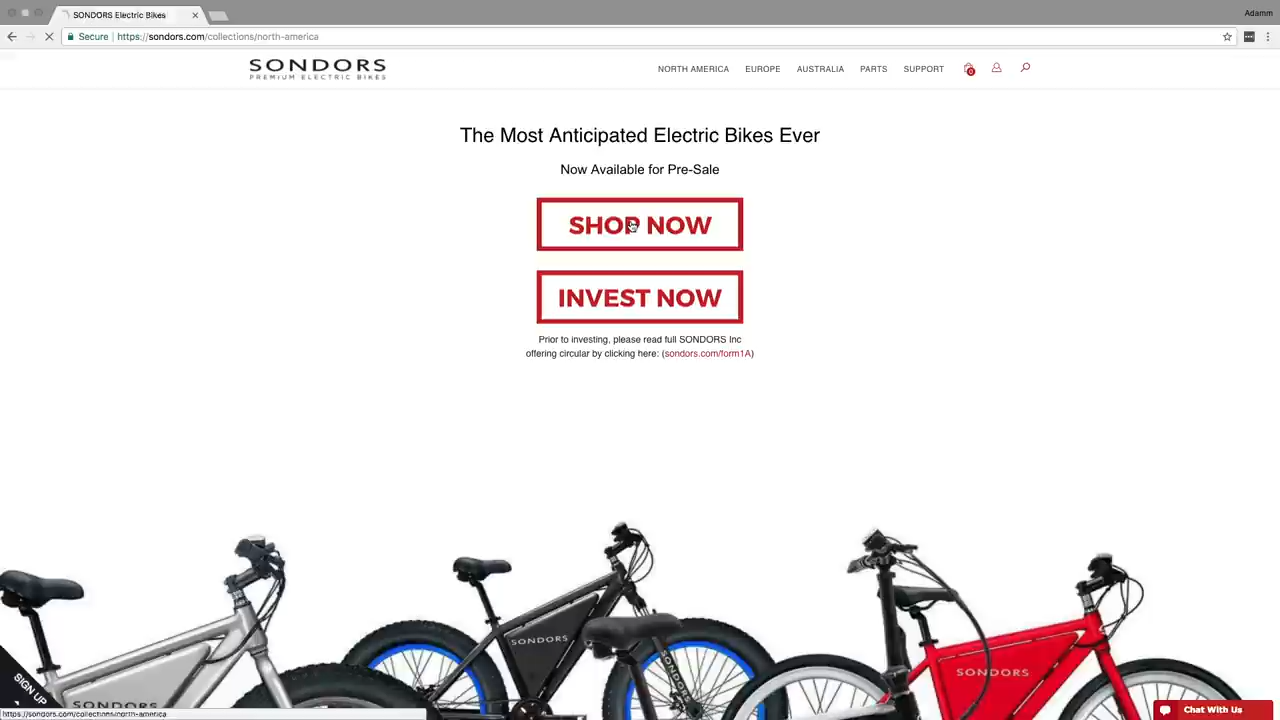 SONDORS Electric Bikes
Adamm
Secure
https://sondors.com/collections/north-america
SONDORS
PREMIUM ELECTRIC BIKES
NORTH AMERICA
EUROPE
AUSTRALIA
PARTS
SUPPORT
0
The Most Anticipated Electric Bikes Ever
Now Available for Pre-Sale
SHOP NOW
INVEST NOW
Prior to investing, please read full SONDORS Inc
offering circular by clicking here: (sondors.com/form1A)
SONDORS
SONDORS
SONDORS
SONDORS
SIGN UP
https://sondors.com/collections/north-america
Chat With Us